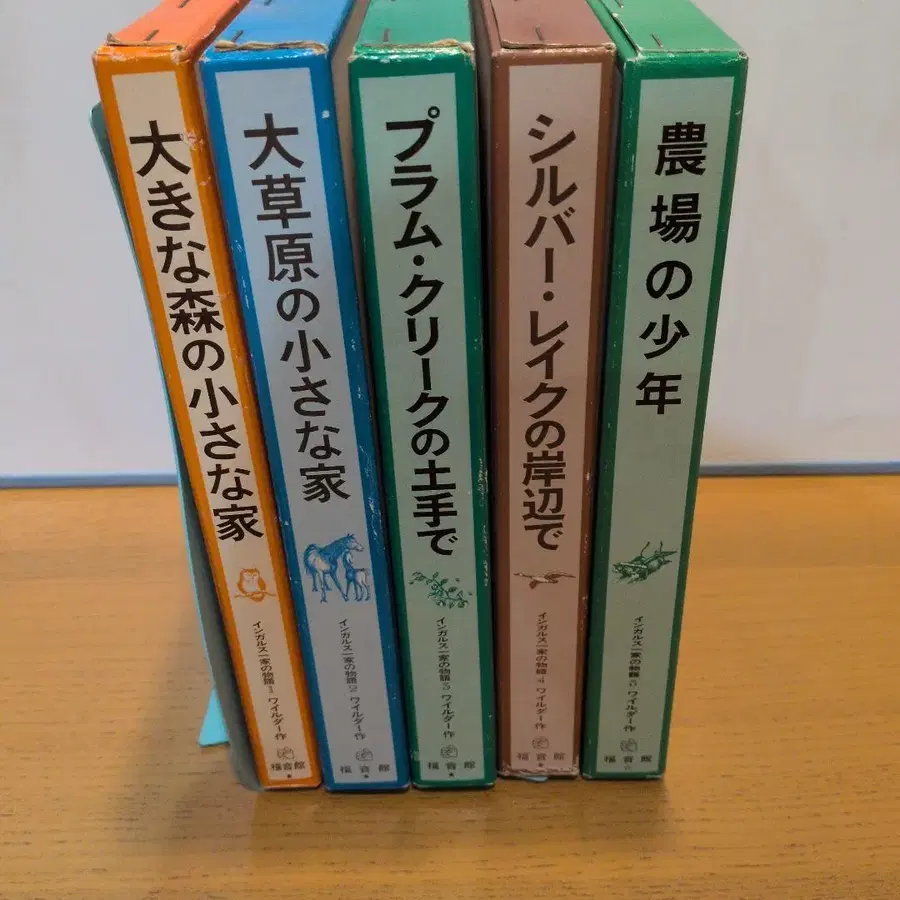 大きな森の小さな家
インガルス一家の物語1 ワイルダー作
福音館
大草原の小さな家
インガルス一家の物語2 ワイルダー作
福音館
プラム・クリークの土手で
インガルス一家の物語3 ワイルダー作
福音館
シルバー・レイクの岸辺で
インガルス一家の物語4 ワイルダー作
福音館
農場の少年
インガルス一家の物語5 ワイルダー作
福音館